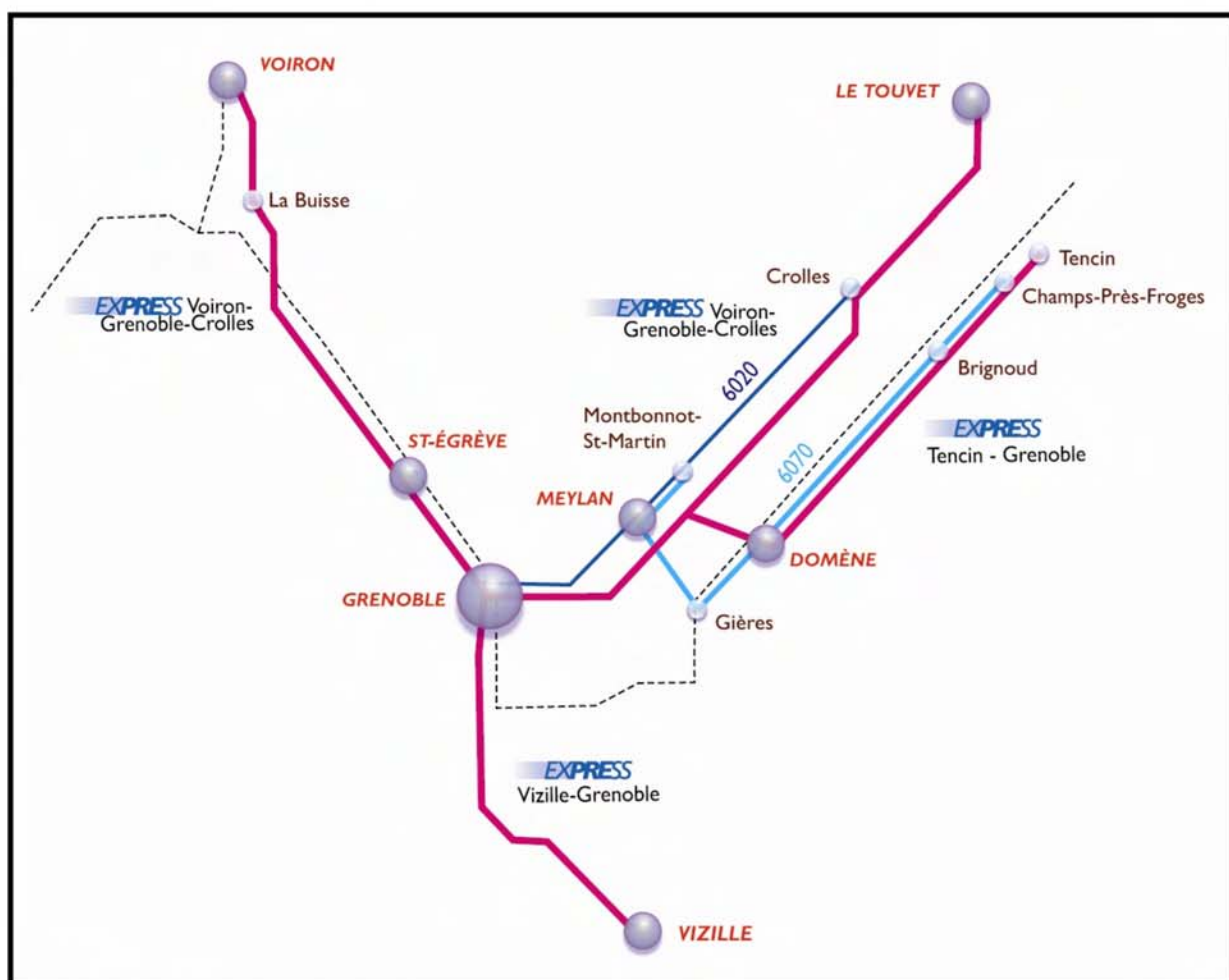 VOIRON
LE TOUVET
La Buisse
Tencin
Crolles
Champs-Près-Froges
EXPRESS Voiron-
Grenoble-Crolles
EXPRESS Voiron-
Grenoble-Crolles
6020
Brignoud
Montbonnot-
St-Martin
EXPRESS
Tencin - Grenoble
ST-ÉGRÈVE
6070
MEYLAN
DOMÈNE
GRENOBLE
Gières
EXPRESS
Vizille-Grenoble
VIZILLE